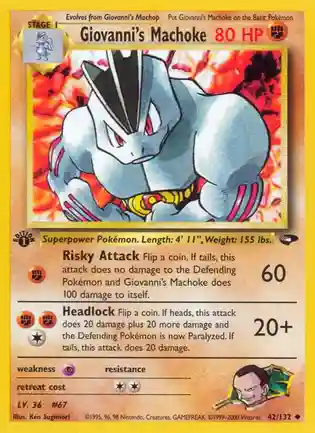 STAGE 1
Evolves from Giovanni's Machop
Put Giovanni's Machoke on the Basic Pokémon
Giovanni's Machoke 80 HP
EDITION
1
Superpower Pokémon. Length: 4' 11", Weight: 155 lbs.
Risky Attack Flip a coin. If tails, this
attack does no damage to the Defending
Pokémon and Giovanni's Machoke does
100 damage to itself.
60
Headlock Flip a coin. If heads, this attack
does 20 damage plus 20 more damage and
the Defending Pokémon is now Paralyzed. If
tails, this attack does 20 damage.
20+
weakness
resistance
retreat cost
LV. 36 #67
Illus. Ken Sugimori
©1995, 96, 98 Nintendo, Creatures, GAMEFREAK. ©1999-2000 Wizards.
42/132